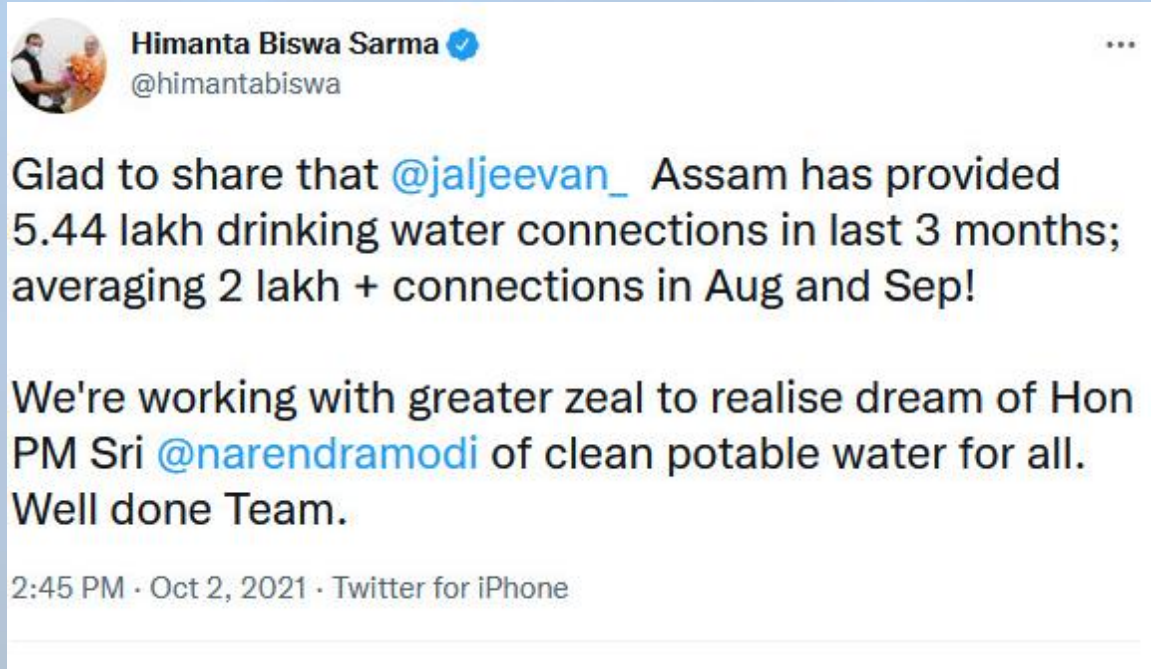 Himanta Biswa Sarma
@himantabiswa
Glad to share that @jaljeevan_ Assam has provided
5.44 lakh drinking water connections in last 3 months;
averaging 2 lakh + connections in Aug and Sep!
We're working with greater zeal to realise dream of Hon
PM Sri @narendramodi of clean potable water for all.
Well done Team.
2:45 PM · Oct 2, 2021 · Twitter for iPhone